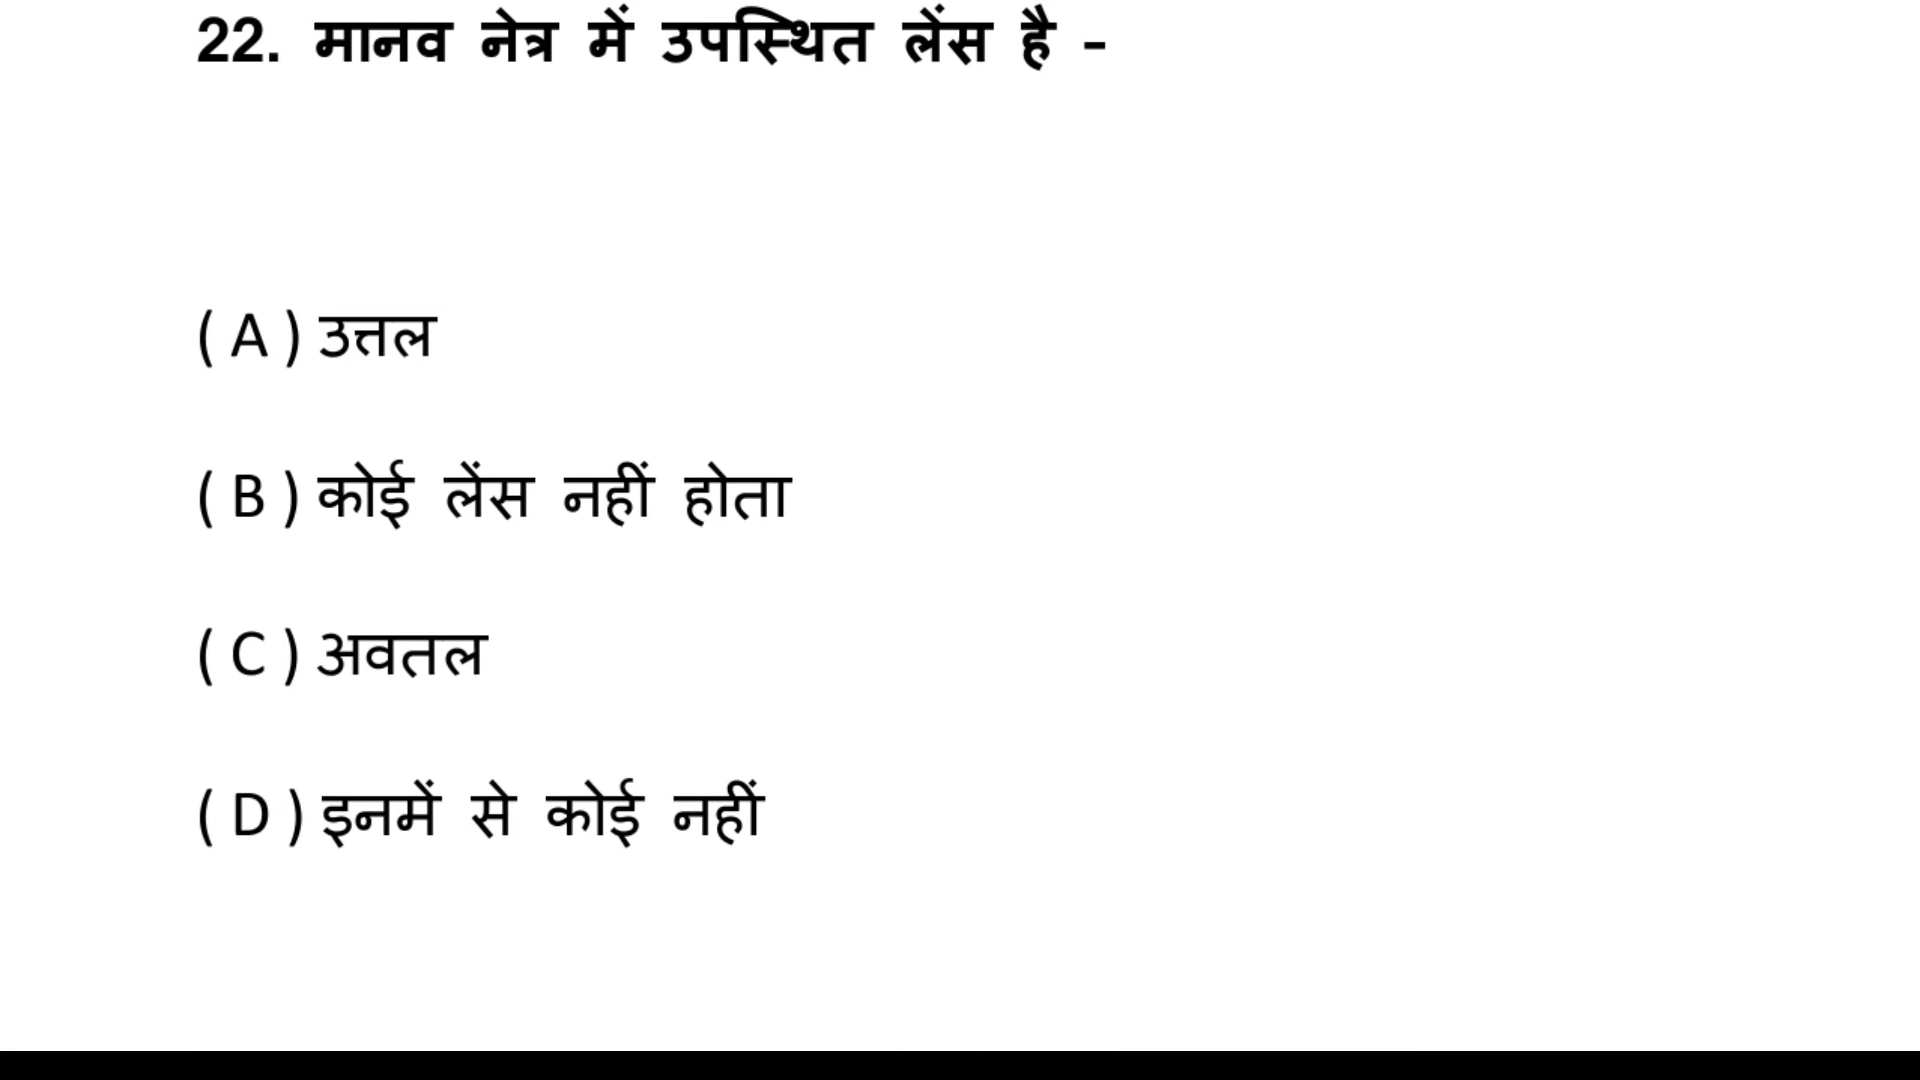 22. मानव नेत्र में उपस्थित लेंस है -
( A ) उत्तल
( B ) कोई लेंस नहीं होता
( C ) अवतल
( D ) इनमें से कोई नहीं